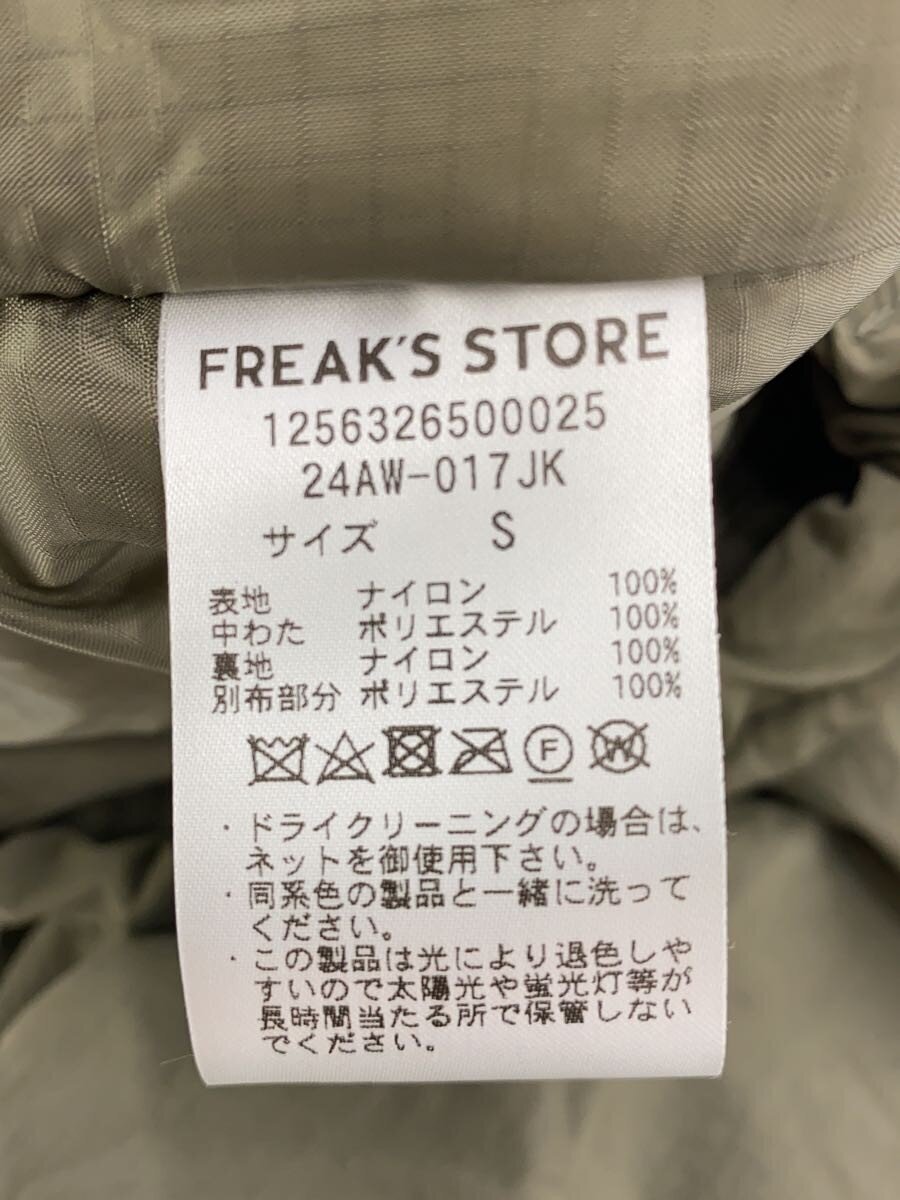 FREAK'S STORE
1256326500025
24AW-017JK
サイズ S
表地 ナイロン 100%
中わた ポリエステル 100%
裏地 ナイロン 100%
別布部分 ポリエステル 100%
F W
・ドライクリーニングの場合は、
ネットを御使用下さい。
・同系色の製品と一緒に洗って
ください。
・この製品は光により退色しや
すいので太陽光や蛍光灯等が
長時間当たる所で保管しない
でください。